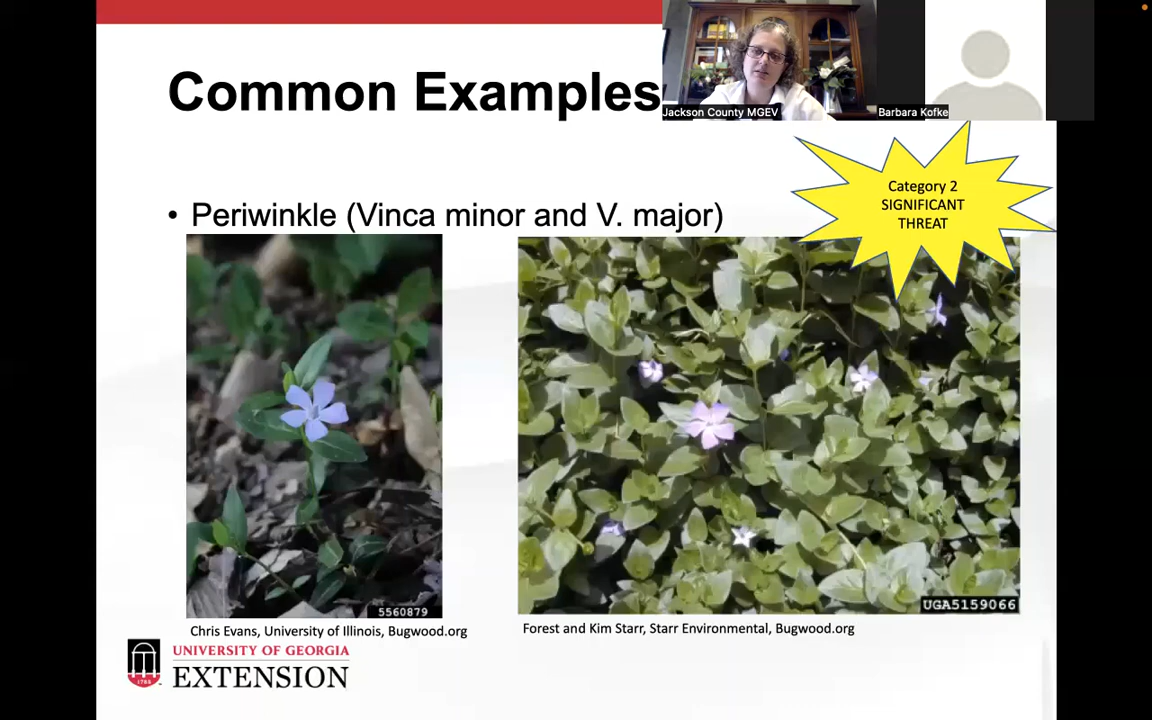 Common Examples
Jackson County MGEV
Barbara Kofke
Category 2
SIGNIFICANT
THREAT
• Periwinkle (Vinca minor and V. major)
5560879
UGA5159066
Chris Evans, University of Illinois, Bugwood.org
Forest and Kim Starr, Starr Environmental, Bugwood.org
UNIVERSITY OF GEORGIA
EXTENSION
1785